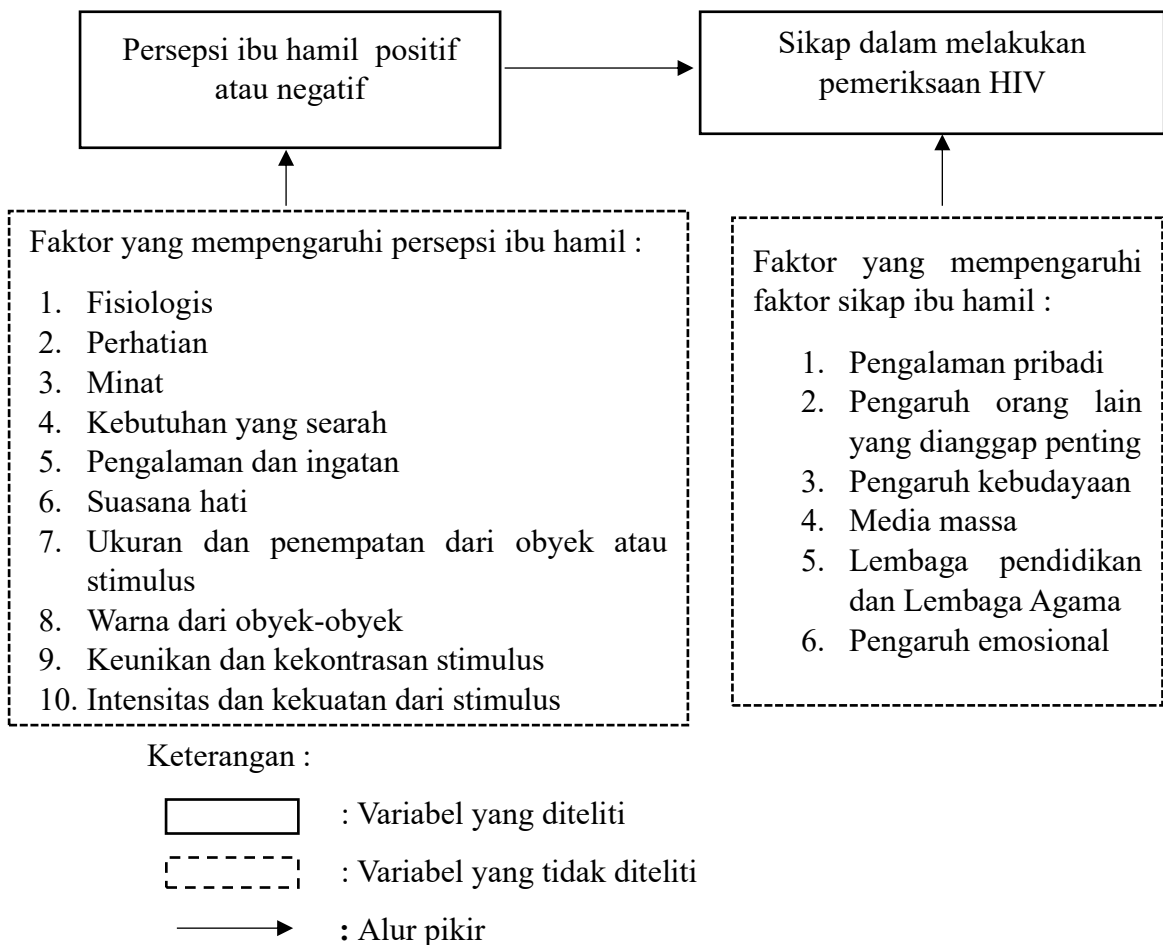 Persepsi ibu hamil positif
atau negatif
Sikap dalam melakukan
pemeriksaan HIV
Faktor yang mempengaruhi persepsi ibu hamil :
1. Fisiologis
2. Perhatian
3. Minat
4. Kebutuhan yang searah
5. Pengalaman dan ingatan
6. Suasana hati
7. Ukuran dan penempatan dari obyek atau
stimulus
8. Warna dari obyek-obyek
9. Keunikan dan kekontrasan stimulus
10. Intensitas dan kekuatan dari stimulus
Faktor yang mempengaruhi
faktor sikap ibu hamil :
1. Pengalaman pribadi
2. Pengaruh orang lain
yang dianggap penting
3. Pengaruh kebudayaan
4. Media massa
5. Lembaga pendidikan
dan Lembaga Agama
6. Pengaruh emosional
Keterangan :
: Variabel yang diteliti
: Variabel yang tidak diteliti
: Alur pikir